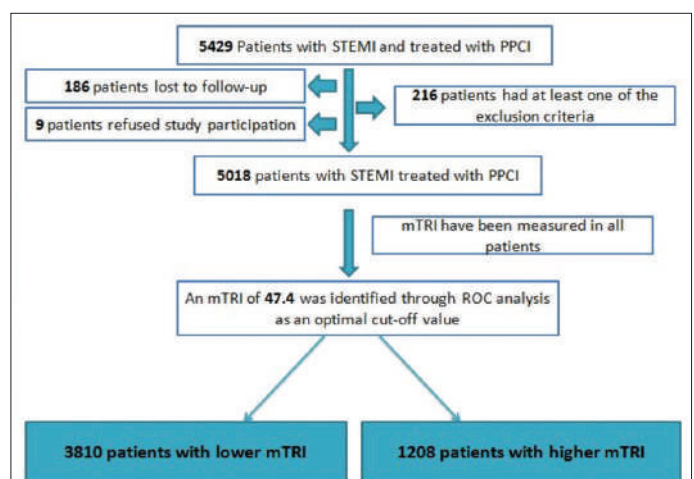 5429 Patients with STEMI and treated with PPCI
186 patients lost to follow-up
9 patients refused study participation
216 patients had at least one of the
exclusion criteria
5018 patients with STEMI treated with PPCI
mTRI have been measured in all
patients
An mTRI of 47.4 was identified through ROC analysis
as an optimal cut-off value
3810 patients with lower mTRI
1208 patients with higher mTRI